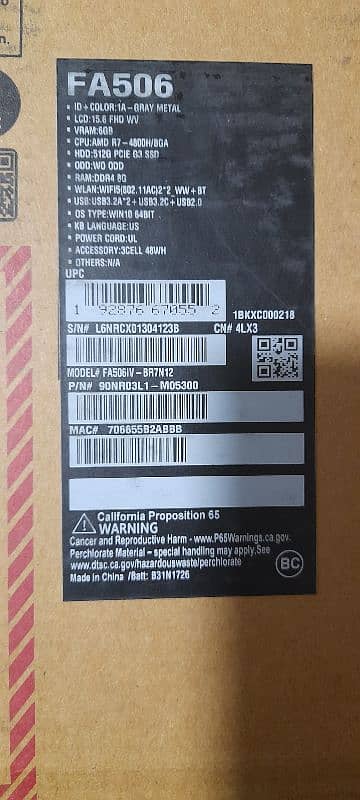 n.
FA506
• ID+COLOR:1A-GRAY METAL
• LCD:15.6 FHD WV
• VRAM:6GB
• CPU:AMD R7-4800H/BGA
• HDD:512G PCIE G3 SSD
• ODD:WO ODD
• RAM:DDR4 8G
• WLAN:WIFI5(802.11AC)2*2_WW+BT
• USB:USB3.2A*2+USB3.2C+USB2.0
• OS TYPE:WIN10 64BIT
• KB LANGUAGE:US
• POWER CORD:UL
• ACCESSORY:3CELL 48WH
• OTHERS:N/A
UPC
1 92876 67055 2
1BKXC000218
S/N# L6NRCX01304123B CN# 4LX3
MODEL# FA506IV-BR7N12
P/N# 90NR03L1-M05300
MAC# 706655B2ABBB
California Proposition 65
WARNING
Cancer and Reproductive Harm - www.P65Warnings.ca.gov.
Perchlorate Material - special handling may apply.See
www.dtsc.ca.gov/hazardouswaste/perchlorate
Made in China /Batt: B31N1726
BC